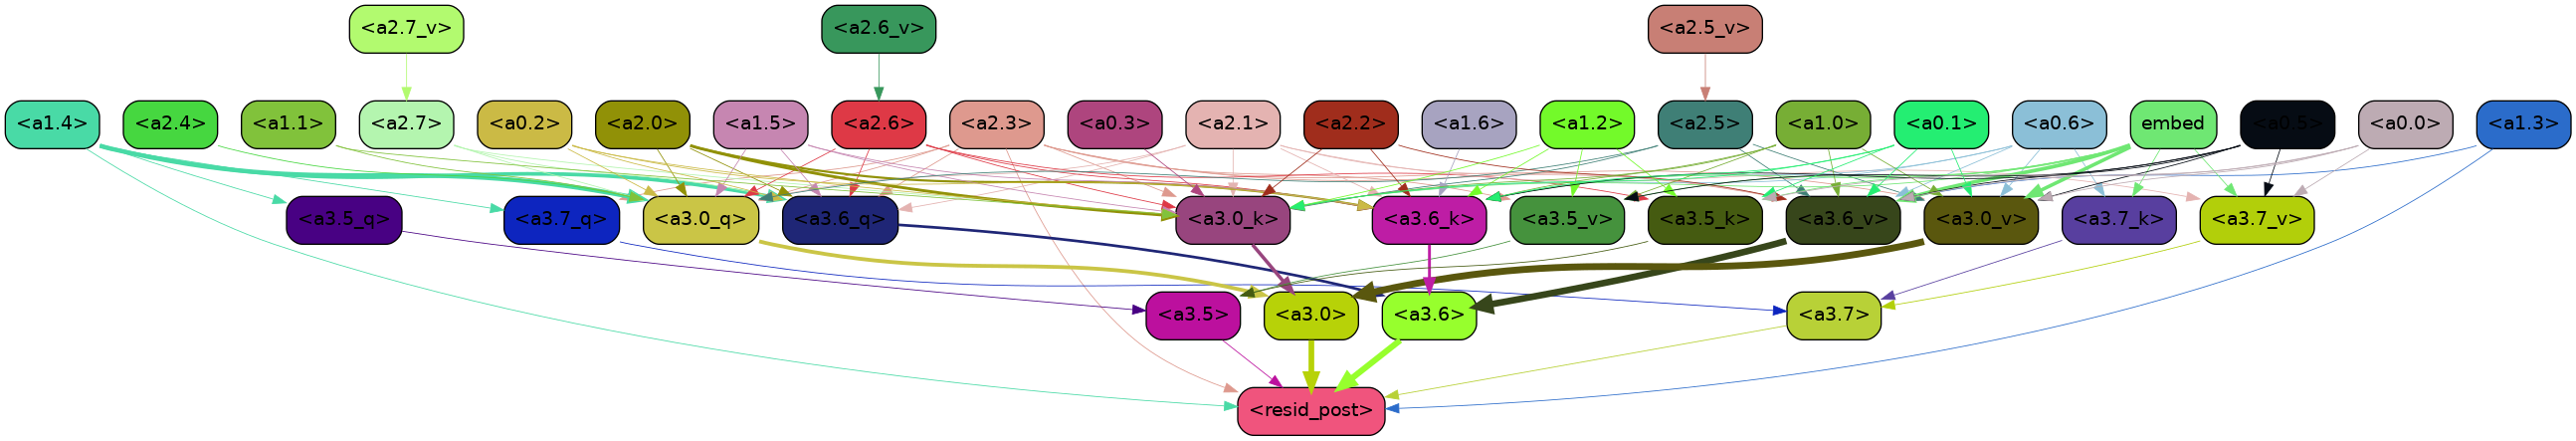 <a2.7_v> <a2.6_v> <a2.5_v>
<a1.4> <a2.4> <a1.1> <a2.7> <a0.2> <a2.0> <a1.5> <a2.6> <a2.3> <a0.3> <a2.1> <a2.2> <a1.6> <a1.2> <a2.5> <a1.0> <a0.1> <a0.6> embed <a0.5> <a0.0> <a1.3>
<a3.5_q> <a3.7_q> <a3.0_q> <a3.6_q> <a3.0_k> <a3.6_k> <a3.5_v> <a3.5_k> <a3.6_v> <a3.0_v> <a3.7_k> <a3.7_v>
<a3.5> <a3.0> <a3.6> <a3.7>
<resid_post>